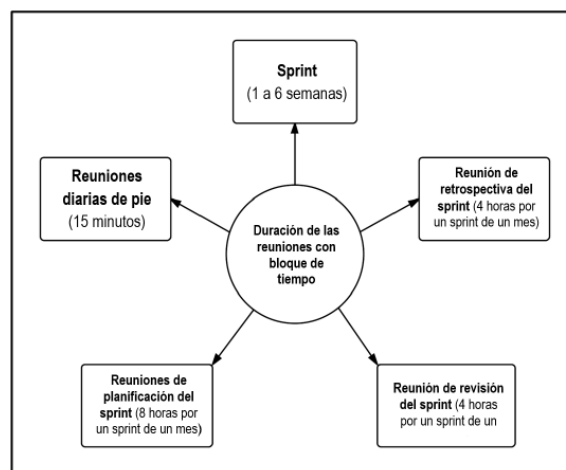 Sprint
(1 a 6 semanas)
Reuniones
diarias de pie
(15 minutos)
Reunión de
retrospectiva del
sprint (4 horas por
un sprint de un mes)
Duración de las
reuniones con
bloque de
tiempo
Reuniones de
planificación del
sprint (8 horas por
un sprint de un mes)
Reunión de revisión
del sprint (4 horas
por un sprint de un